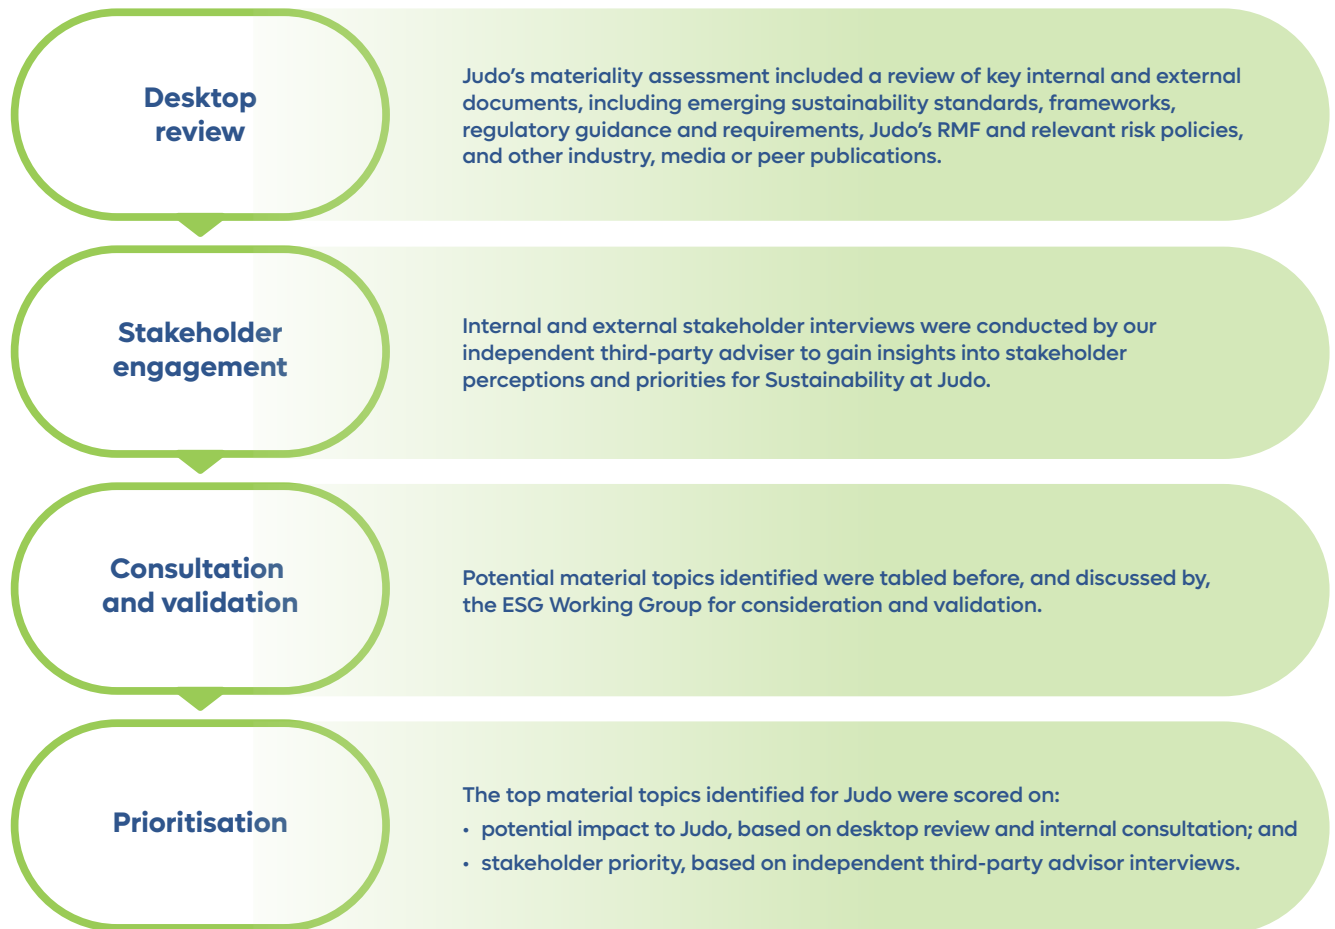 Desktop
review
Judo’s materiality assessment included a review of key internal and external
documents, including emerging sustainability standards, frameworks,
regulatory guidance and requirements, Judo’s RMF and relevant risk policies,
and other industry, media or peer publications.
Stakeholder
engagement
Internal and external stakeholder interviews were conducted by our
independent third-party adviser to gain insights into stakeholder
perceptions and priorities for Sustainability at Judo.
Consultation
and validation
Potential material topics identified were tabled before, and discussed by,
the ESG Working Group for consideration and validation.
Prioritisation
The top material topics identified for Judo were scored on:
• potential impact to Judo, based on desktop review and internal consultation; and
• stakeholder priority, based on independent third-party advisor interviews.